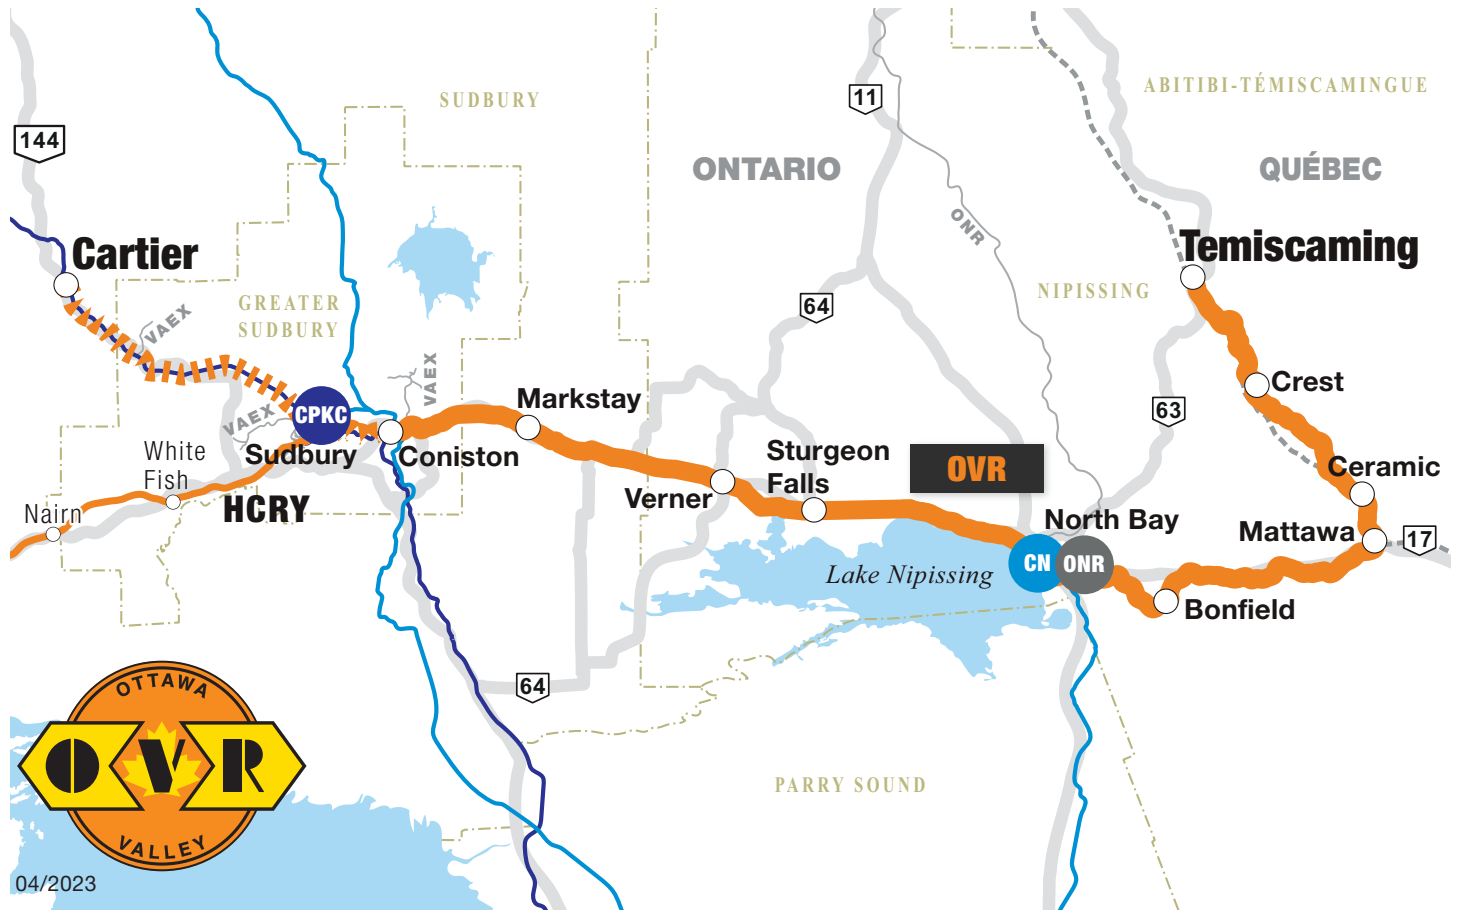 SUDBURY
11
ABITIBI-TÉMISCAMINGUE
144
ONTARIO
QUÉBEC
ONR
Cartier
Temiscaming
GREATER
SUDBURY
VAEX
64
NIPISSING
VAEX
Crest
Markstay
63
CPKC
VAEX
Sudbury
Coniston
White
Fish
Sturgeon
Falls
OVR
Ceramic
Verner
HCRY
Nairn
North Bay
Mattawa
17
Lake Nipissing
CN
ONR
Bonfield
64
OTTAWA
OVR
VALLEY
PARRY SOUND
04/2023